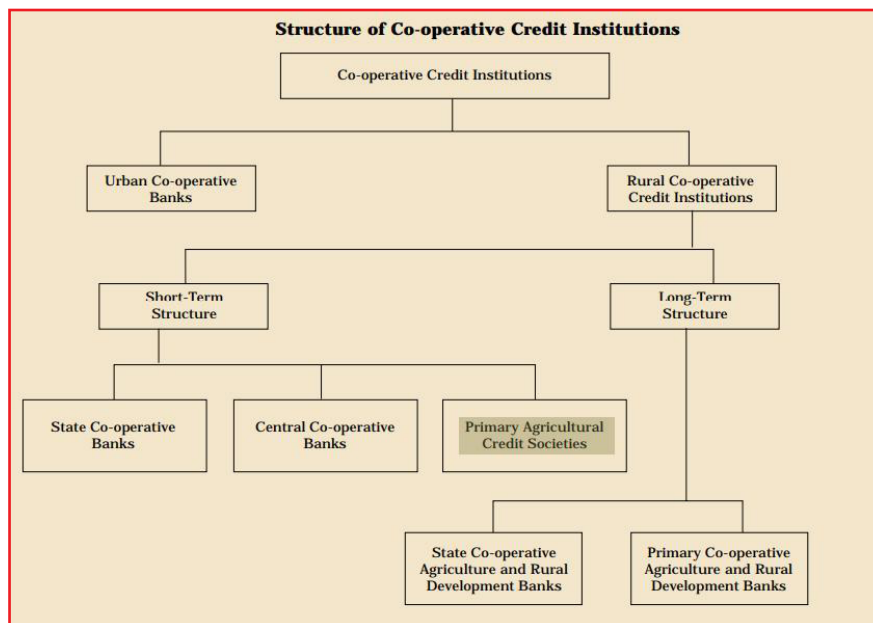 Structure of Co-operative Credit Institutions
Co-operative Credit Institutions
Urban Co-operative
Banks
Rural Co-operative
Credit Institutions
Short-Term
Structure
Long-Term
Structure
State Co-operative
Banks
Central Co-operative
Banks
Primary Agricultural
Credit Societies
State Co-operative
Agriculture and Rural
Development Banks
Primary Co-operative
Agriculture and Rural
Development Banks